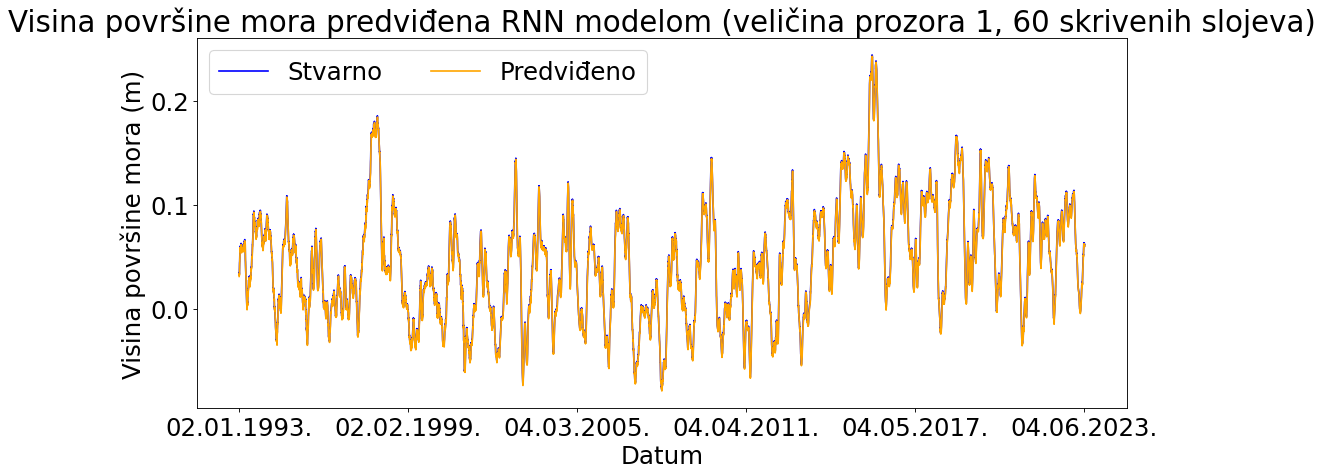 Visina površine mora predviđena RNN modelom (veličina prozora 1, 60 skrivenih slojeva)
Stvarno Predviđeno
Visina površine mora (m)
0.2
0.1
0.0
02.01.1993. 02.02.1999. 04.03.2005. 04.04.2011. 04.05.2017. 04.06.2023.
Datum